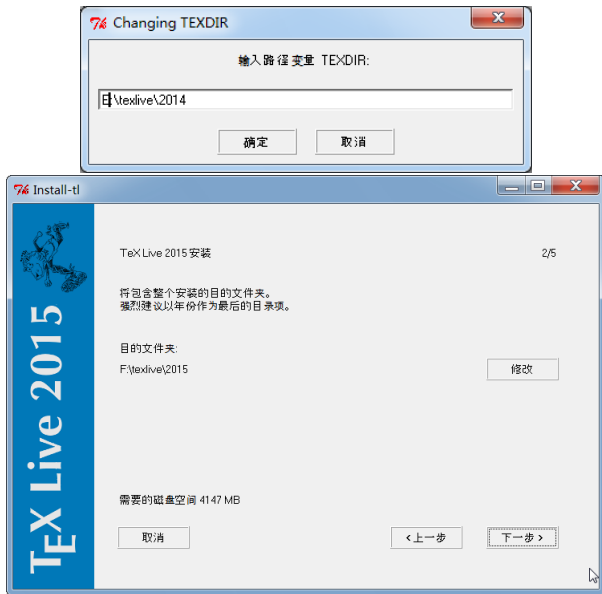 Changing TEXDIR
输入路径变量 TEXDIR:
E:\texlive\2014
确定 取消
Install-tl
TeX Live 2015
TeX Live 2015 安装 2/5
将包含整个安装的目的文件夹。
强烈建议以年份作为最后的目录项。
目的文件夹:
F:\texlive\2015 修改
需要的磁盘空间 4147 MB
取消 ‹上一步 下一步›